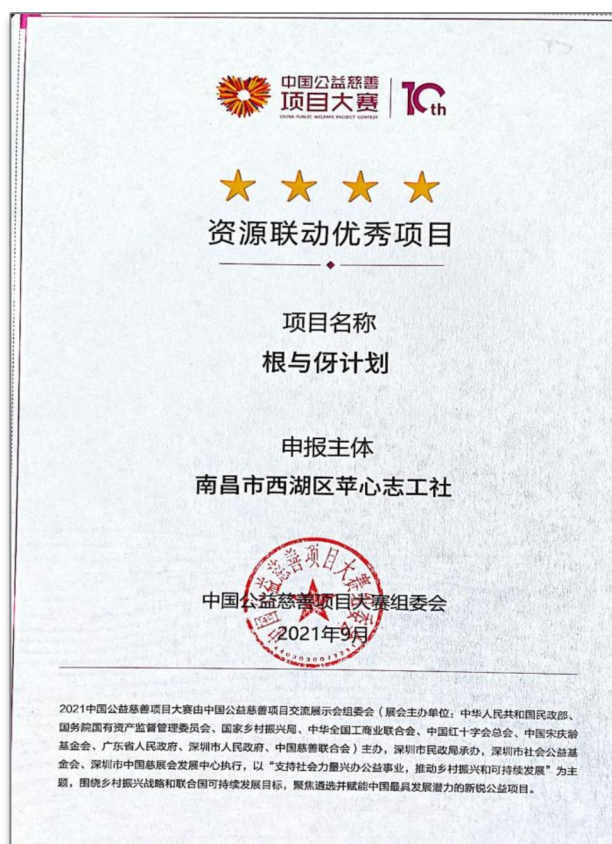 中国公益慈善
项目大赛
CHINA PUBLIC WELFARE PROJECT CONTEST
10th
资源联动优秀项目
项目名称
根与伢计划
申报主体
南昌市西湖区苹心志工社
中国公益慈善项目大赛组委会
2021年9月
2021中国公益慈善项目大赛由中国公益慈善项目交流展示会组委会（展会主办单位：中华人民共和国民政部、
国务院国有资产监督管理委员会、国家乡村振兴局、中华全国工商业联合会、中国红十字会总会、中国宋庆龄
基金会、广东省人民政府、深圳市人民政府、中国慈善联合会）主办，深圳市民政局承办，深圳市社会公益基
金会、深圳市中国慈展会发展中心执行，以“支持社会力量兴办公益事业，推动乡村振兴和可持续发展”为主
题，围绕乡村振兴战略和联合国可持续发展目标，聚焦遴选并赋能中国最具发展潜力的新锐公益项目。